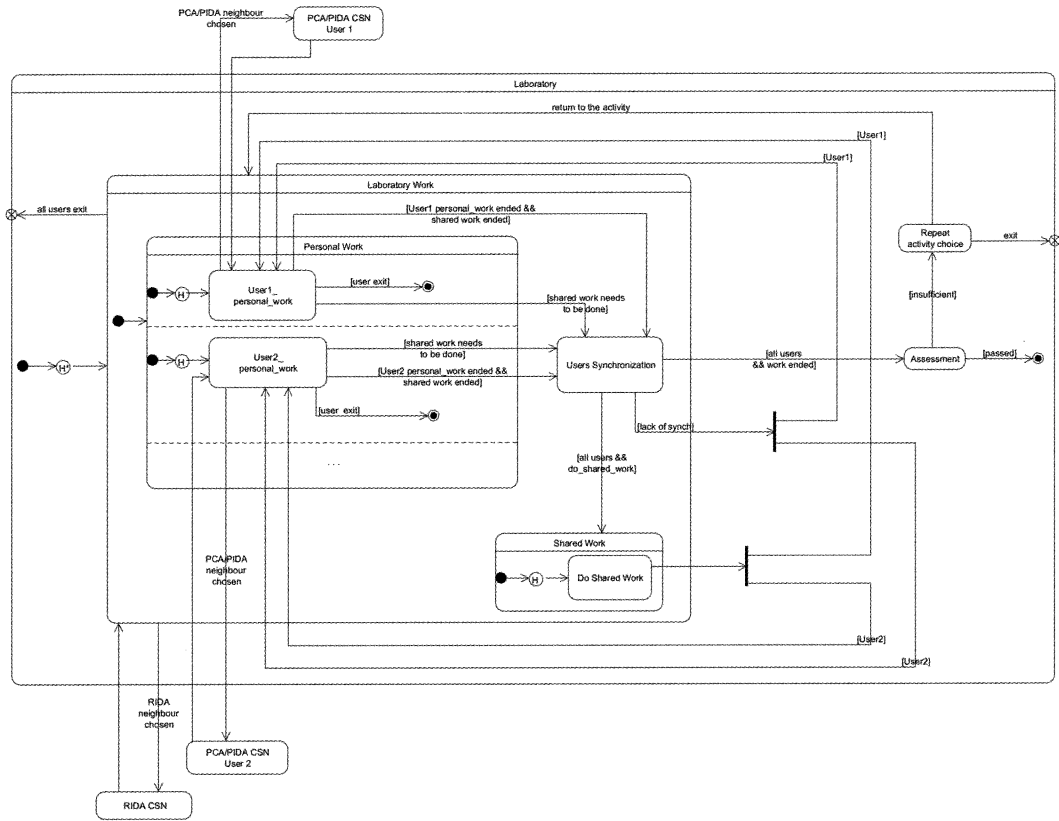 PCA/PIDA neighbour
chosen
PCA/PIDA CSN
User 1
Laboratory
return to the activity
[User1]
[User1]
Laboratory Work
all users exit
[User1 personal_work ended &&
shared work ended]
Repeat
activity choice
exit
Personal Work
User1_
personal_work
[user exit]
H
[insufficient]
[shared work needs
to be done]
H
User2_
personal_work
[shared work needs
to be done]
Users Synchronization
[all users
&& work ended]
Assessment
[passed]
H*
[User2 personal_work ended &&
shared work ended]
[user exit]
[lack of synch]
[all users &&
do_shared_work]
...
Shared Work
PCA/PIDA
neighbour
chosen
H
Do Shared Work
[User2]
[User2]
RIDA
neighbour
chosen
PCA/PIDA CSN
User 2
RIDA CSN